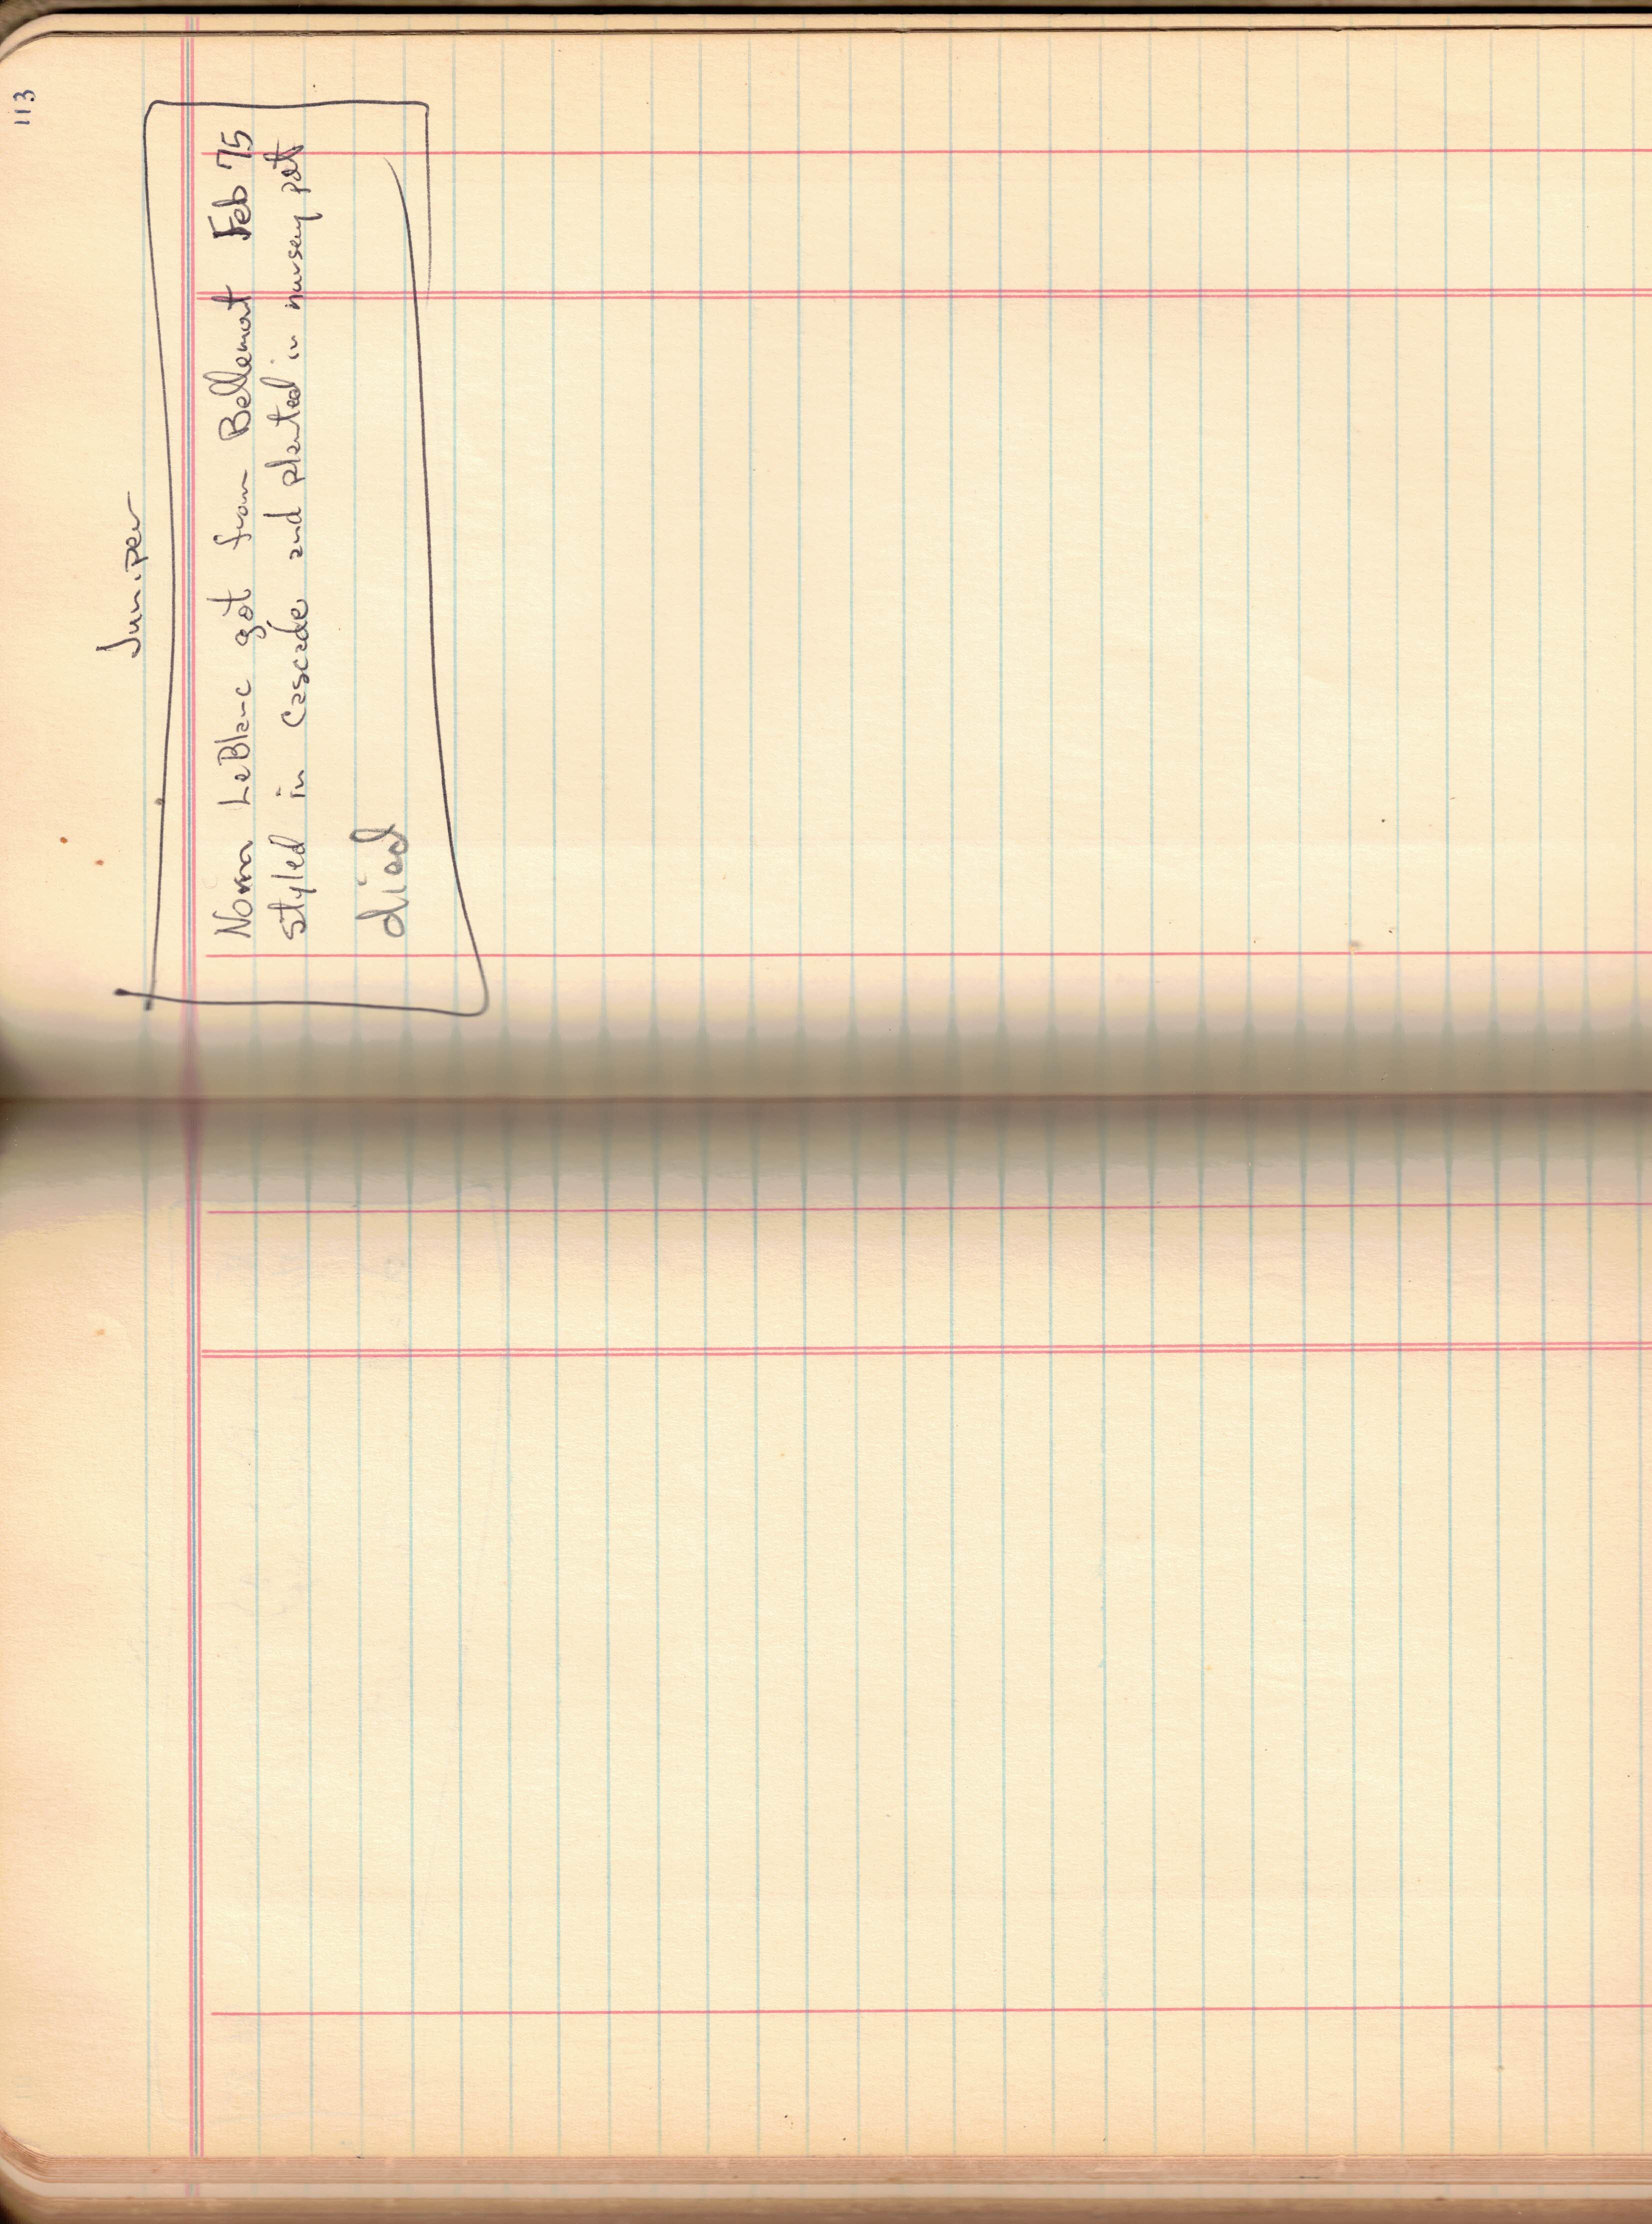 113
Juniper
Norm LeBlanc got from Bellemont Feb 75
styled in Cascade and planted in nursery pot
died